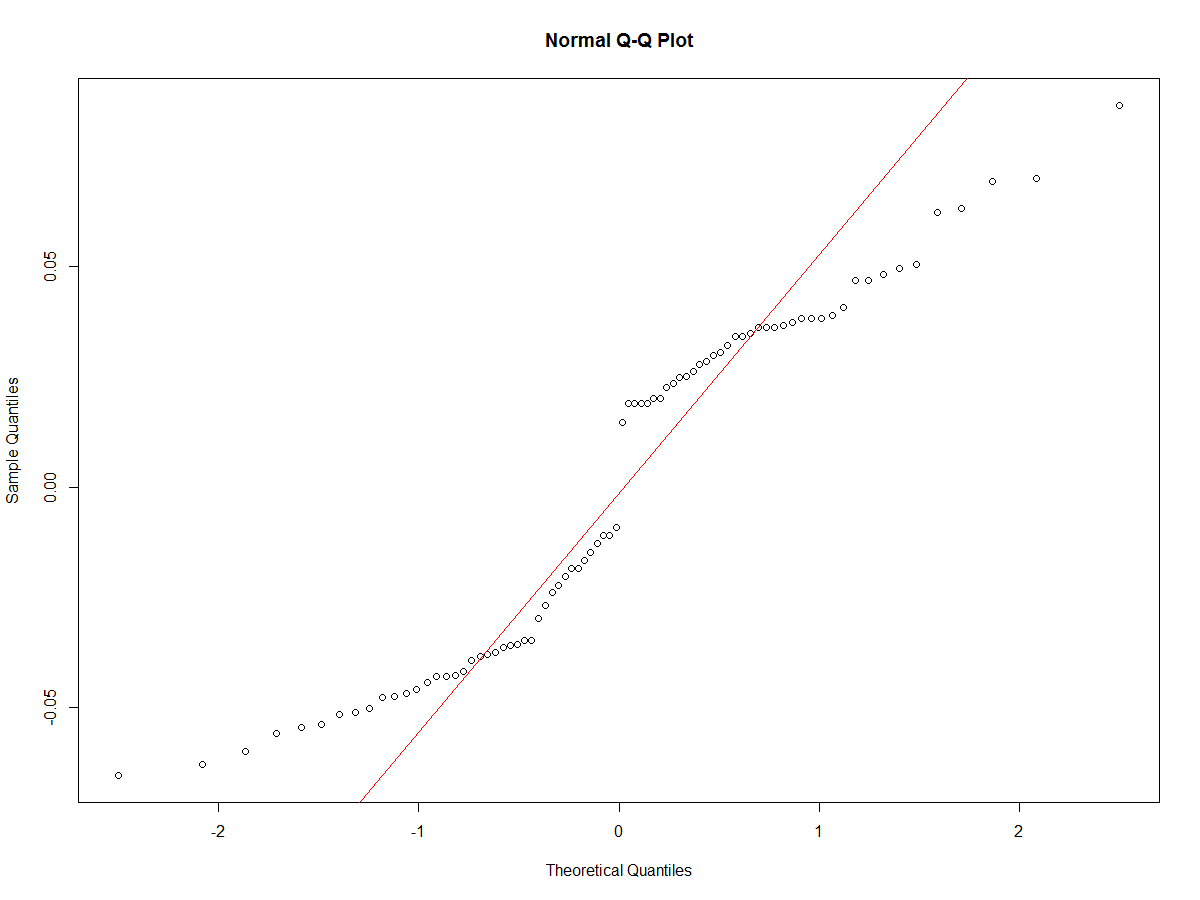 Normal Q-Q Plot
Sample Quantiles
0.05
0.00
-0.05
-2 -1 0 1 2
Theoretical Quantiles